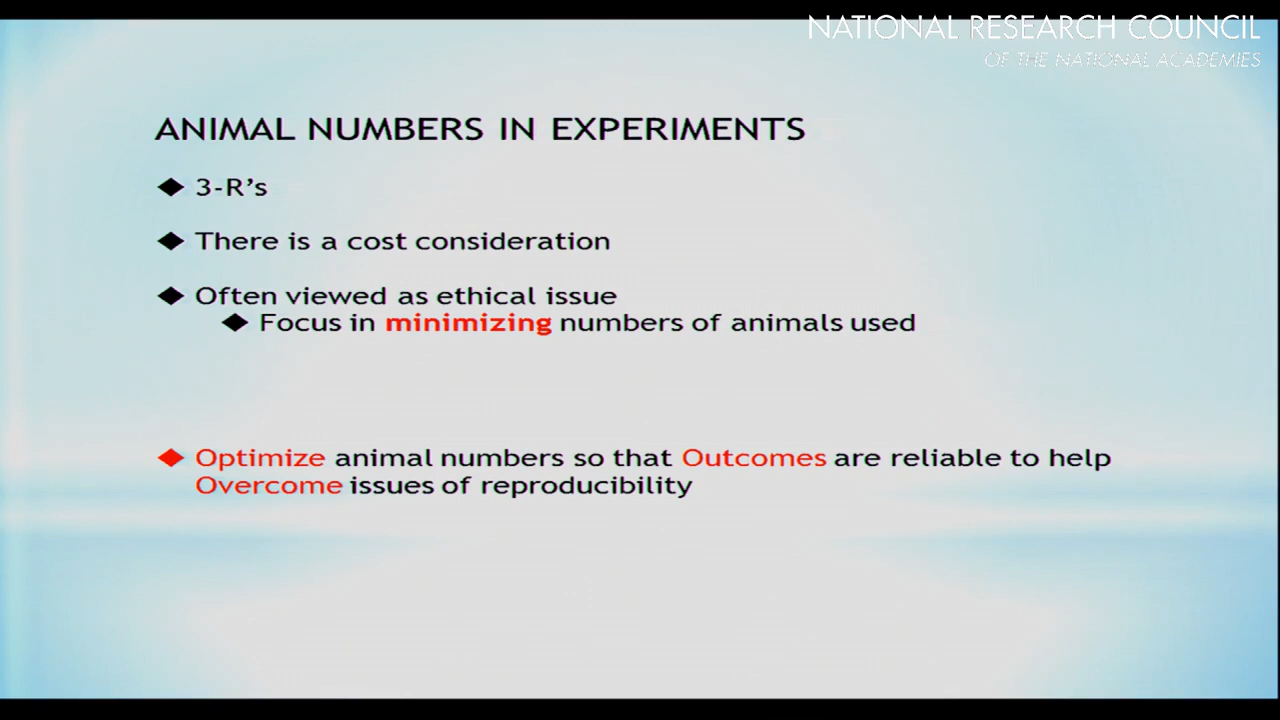 NATIONAL RESEARCH COUNCIL
OF THE NATIONAL ACADEMIES
ANIMAL NUMBERS IN EXPERIMENTS
3-R’s
There is a cost consideration
Often viewed as ethical issue
Focus in minimizing numbers of animals used
Optimize animal numbers so that Outcomes are reliable to help
Overcome issues of reproducibility